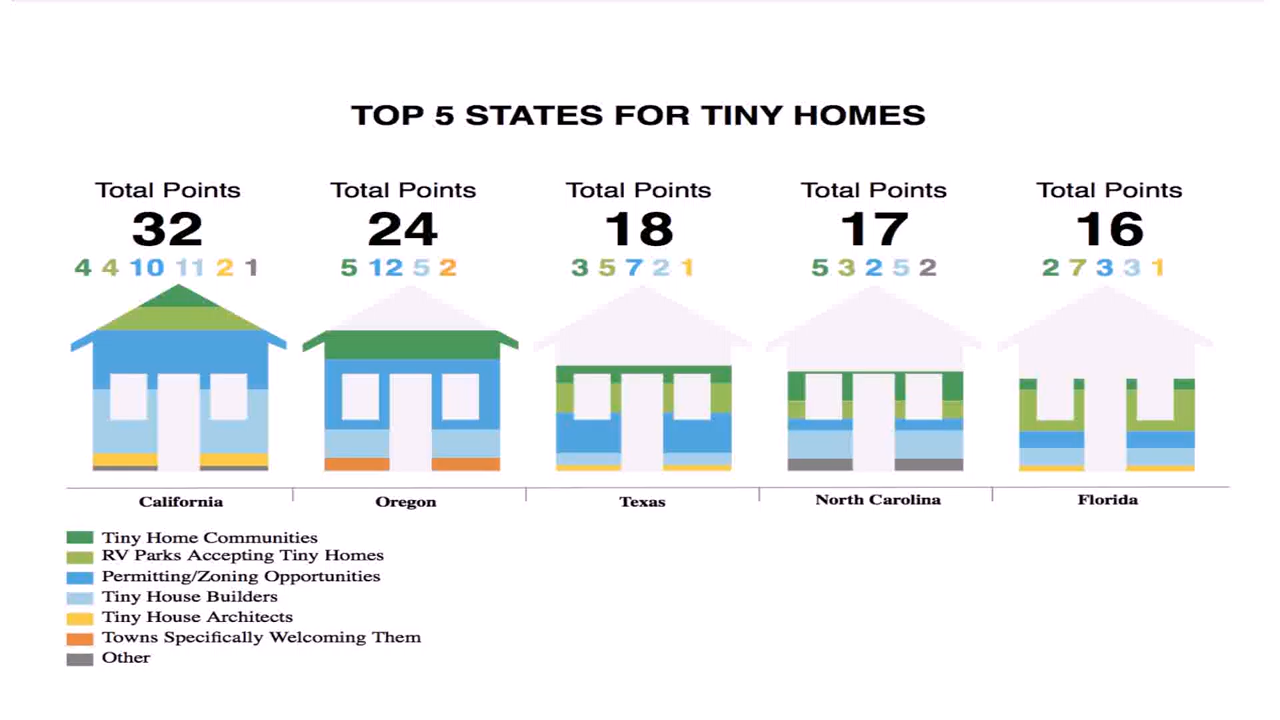 TOP 5 STATES FOR TINY HOMES
Total Points Total Points Total Points Total Points Total Points
32 24 18 17 16
4 4 10 11 2 1 5 12 5 2 3 5 7 2 1 5 3 2 5 2 2 7 3 3 1
California Oregon Texas North Carolina Florida
Tiny Home Communities
RV Parks Accepting Tiny Homes
Permitting/Zoning Opportunities
Tiny House Builders
Tiny House Architects
Towns Specifically Welcoming Them
Other